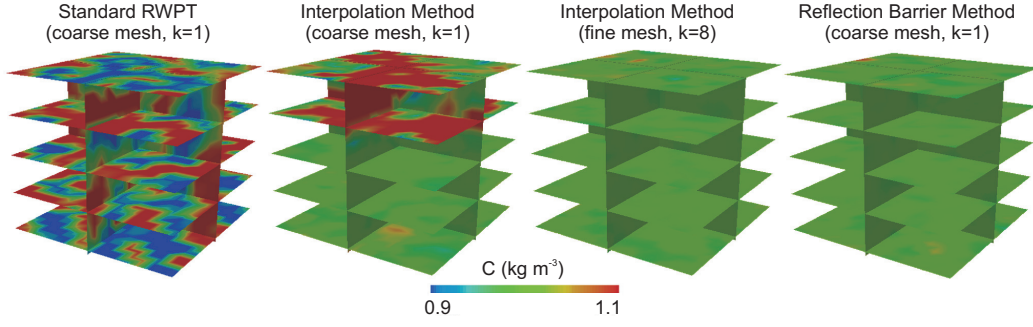 Standard RWPT
(coarse mesh, k=1)
Interpolation Method
(coarse mesh, k=1)
Interpolation Method
(fine mesh, k=8)
Reflection Barrier Method
(coarse mesh, k=1)
C (kg m⁻³)
0.9 1.1